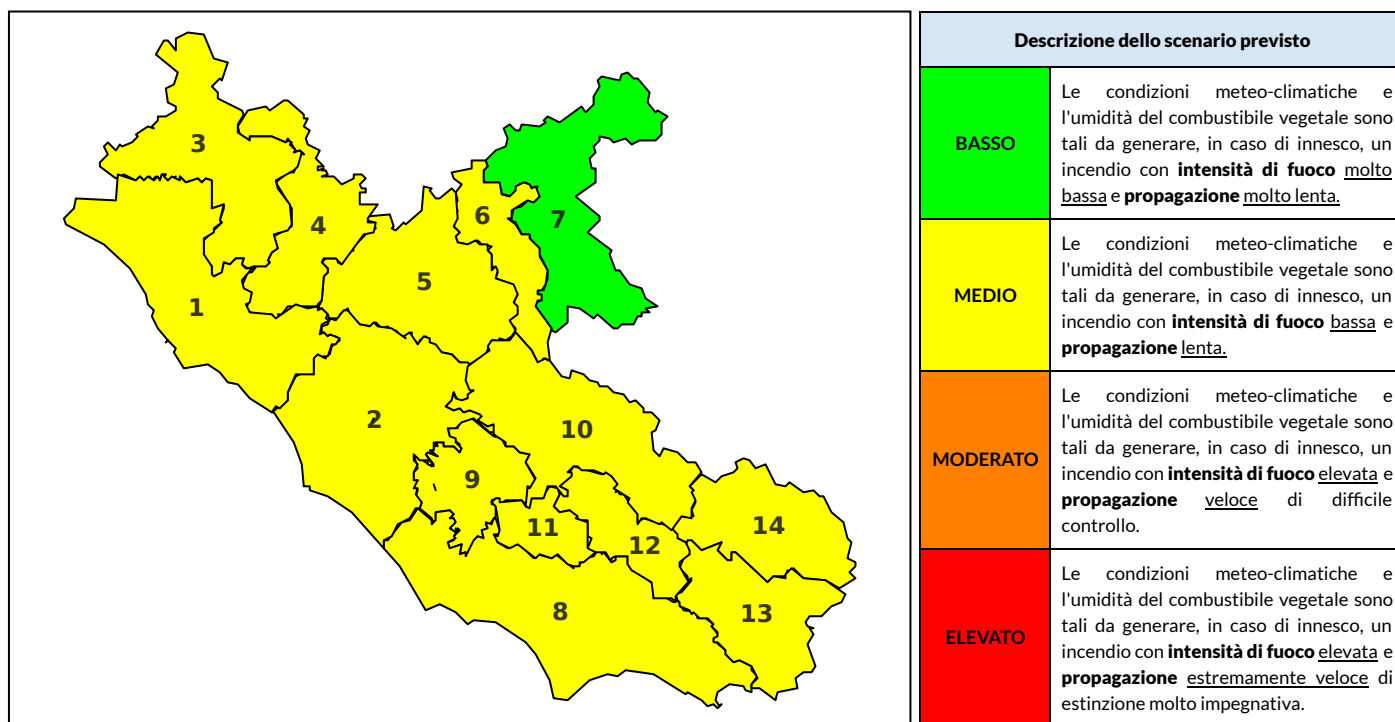 3
4
6
7
5
1
2
10
9
14
11
12
8
13
Descrizione dello scenario previsto
BASSO
Le condizioni meteo-climatiche e
l'umidità del combustibile vegetale sono
tali da generare, in caso di innesco, un
incendio con intensità di fuoco molto
bassa e propagazione molto lenta.
MEDIO
Le condizioni meteo-climatiche e
l'umidità del combustibile vegetale sono
tali da generare, in caso di innesco, un
incendio con intensità di fuoco bassa e
propagazione lenta.
MODERATO
Le condizioni meteo-climatiche e
l'umidità del combustibile vegetale sono
tali da generare, in caso di innesco, un
incendio con intensità di fuoco elevata e
propagazione veloce di difficile
controllo.
ELEVATO
Le condizioni meteo-climatiche e
l'umidità del combustibile vegetale sono
tali da generare, in caso di innesco, un
incendio con intensità di fuoco elevata e
propagazione estremamente veloce di
estinzione molto impegnativa.